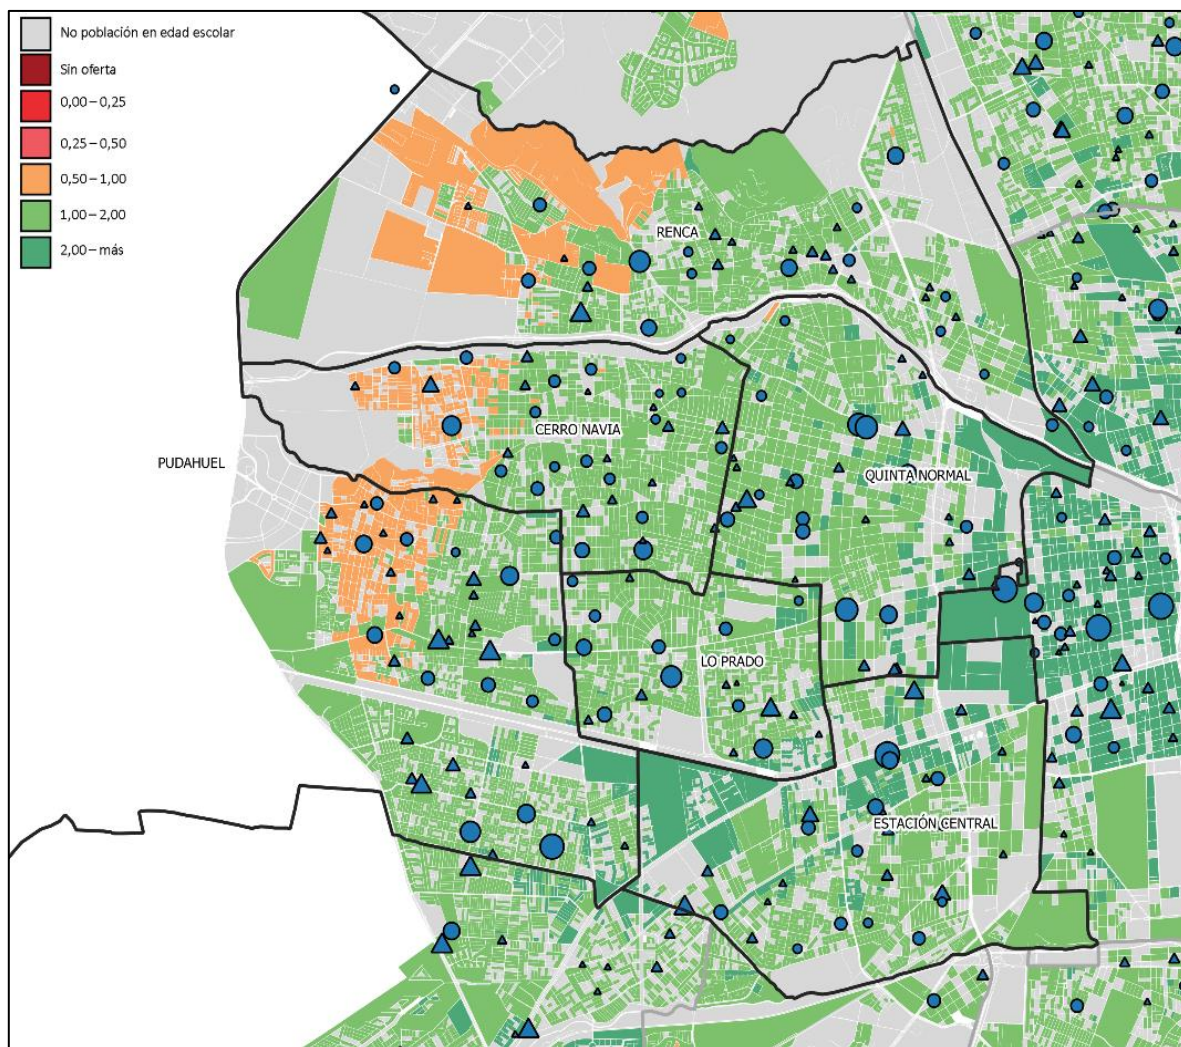 No población en edad escolar
Sin oferta
0,00 – 0,25
0,25 – 0,50
0,50 – 1,00
1,00 – 2,00
2,00 – más
RENCA
CERRO NAVIA
PUDAHUEL
QUINTA NORMAL
LO PRADO
ESTACIÓN CENTRAL